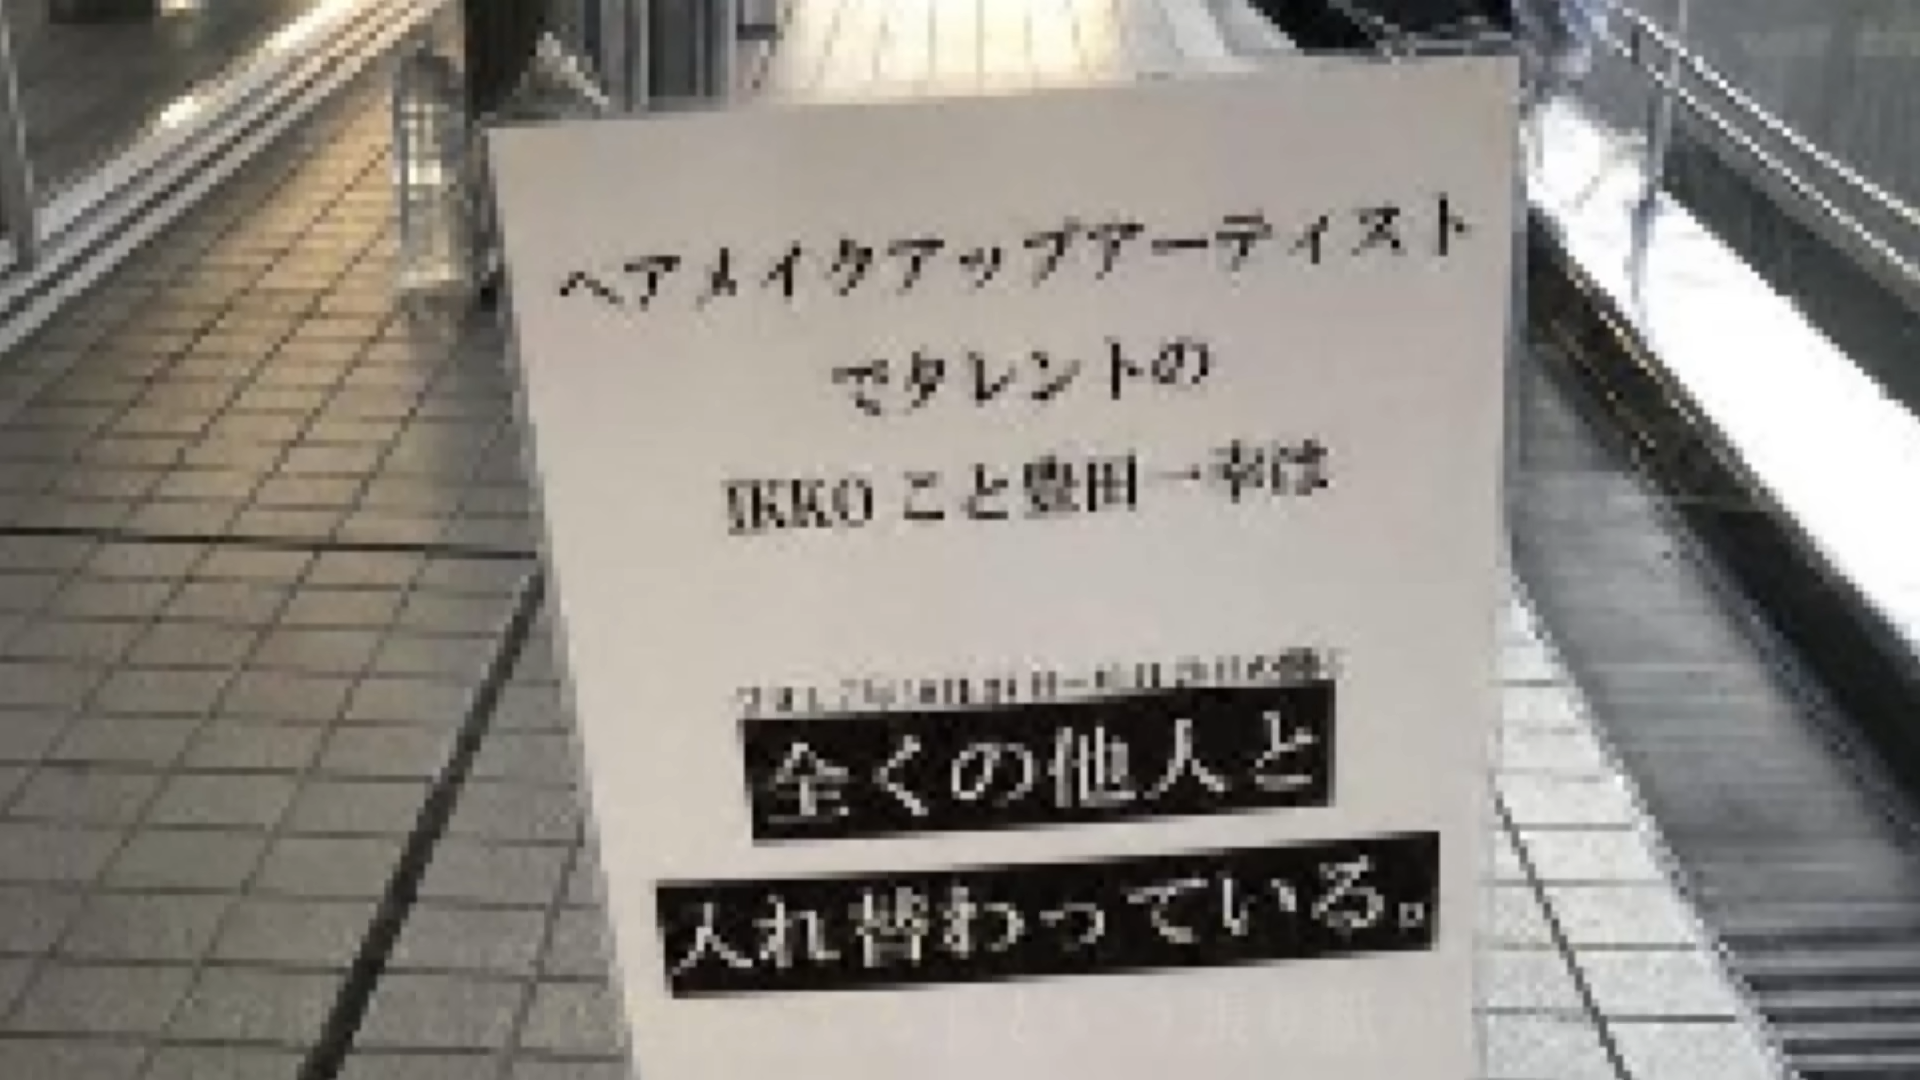 ヘアメイクアップアーティスト
でタレントの
IKKO こと豊田一幸は
全くの他人と
入れ替わっている。